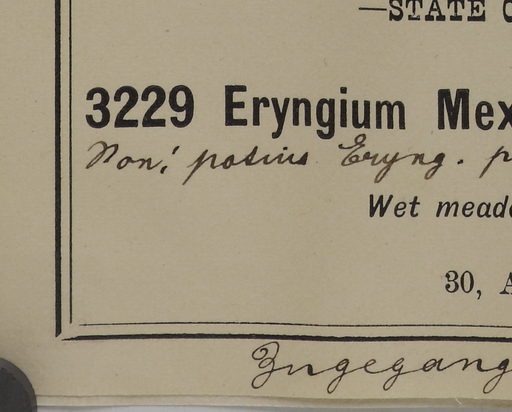 —STATE
3229 Eryngium Mex
Non! potius Eryng. p
Wet mead
30, A
Zugegang